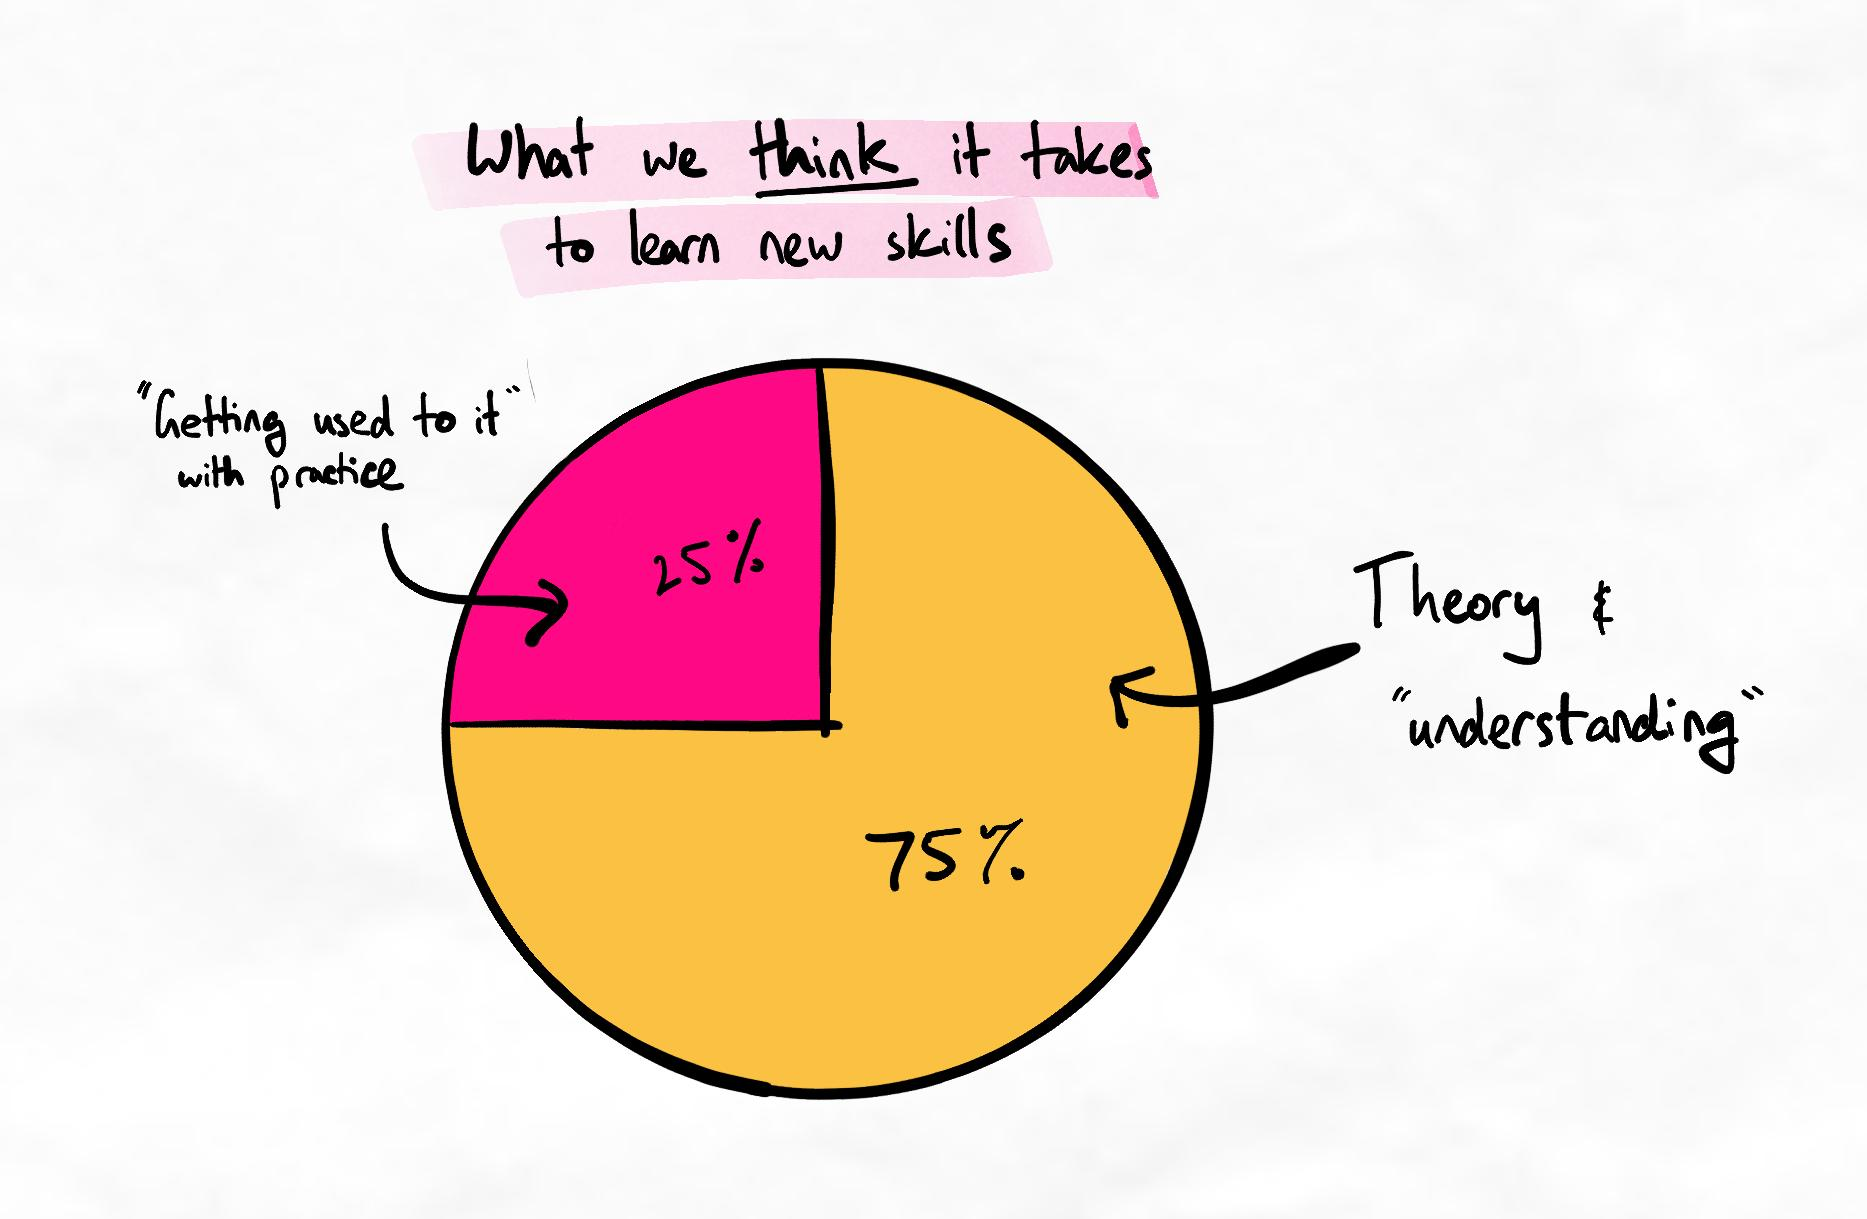 What we think it takes
to learn new skills
"Getting used to it"
with practice
25%
Theory &
"understanding"
75%